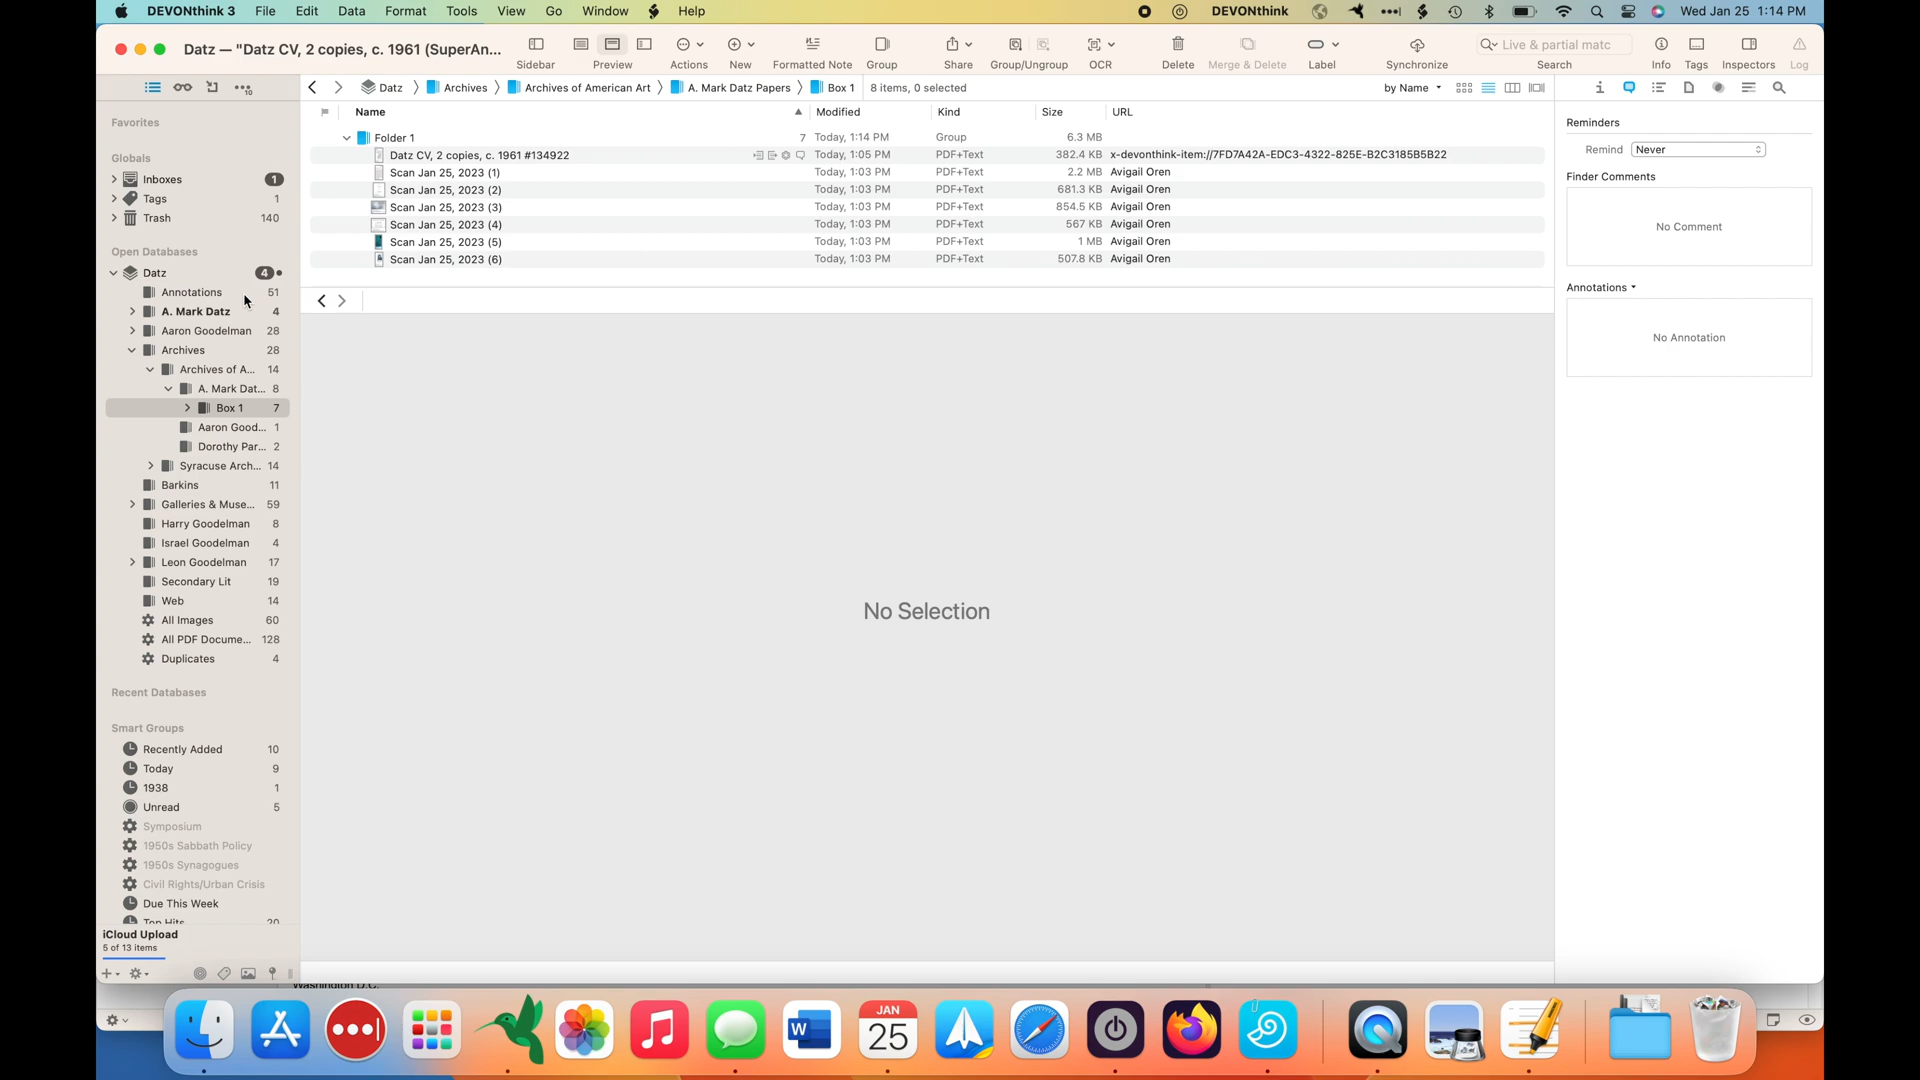 DEVONthink 3 File Edit Data Format Tools View Go Window Help DEVONthink Wed Jan 25 1:14 PM
Datz — "Datz CV, 2 copies, c. 1961 (SuperAn...
Sidebar Preview Actions New Formatted Note Group Share Group/Ungroup OCR Delete Merge & Delete Label Synchronize Live & partial matc Search Info Tags Inspectors Log
Datz Archives Archives of American Art A. Mark Datz Papers Box 1 8 items, 0 selected by Name
Favorites
Globals
Inboxes 1
Tags 1
Trash 140
Open Databases
Datz 4
Annotations 51
A. Mark Datz 4
Aaron Goodelman 28
Archives 28
Archives of A... 14
A. Mark Dat... 8
Box 1 7
Aaron Good... 1
Dorothy Par... 2
Syracuse Arch... 14
Barkins 11
Galleries & Muse... 59
Harry Goodelman 8
Israel Goodelman 4
Leon Goodelman 17
Secondary Lit 19
Web 14
All Images 60
All PDF Docume... 128
Duplicates 4
Recent Databases
Smart Groups
Recently Added 10
Today 9
1938 1
Unread 5
Symposium
1950s Sabbath Policy
1950s Synagogues
Civil Rights/Urban Crisis
Due This Week
Top Hits 20
iCloud Upload
5 of 13 items
Name Modified Kind Size URL
Folder 1 7 Today, 1:14 PM Group 6.3 MB
Datz CV, 2 copies, c. 1961 #134922 Today, 1:05 PM PDF+Text 382.4 KB x-devonthink-item://7FD7A42A-EDC3-4322-825E-B2C3185B5B22
Scan Jan 25, 2023 (1) Today, 1:03 PM PDF+Text 2.2 MB Avigail Oren
Scan Jan 25, 2023 (2) Today, 1:03 PM PDF+Text 681.3 KB Avigail Oren
Scan Jan 25, 2023 (3) Today, 1:03 PM PDF+Text 854.5 KB Avigail Oren
Scan Jan 25, 2023 (4) Today, 1:03 PM PDF+Text 567 KB Avigail Oren
Scan Jan 25, 2023 (5) Today, 1:03 PM PDF+Text 1 MB Avigail Oren
Scan Jan 25, 2023 (6) Today, 1:03 PM PDF+Text 507.8 KB Avigail Oren
No Selection
Reminders
Remind Never
Finder Comments
No Comment
Annotations
No Annotation
Washington D.C.
W
JAN
25